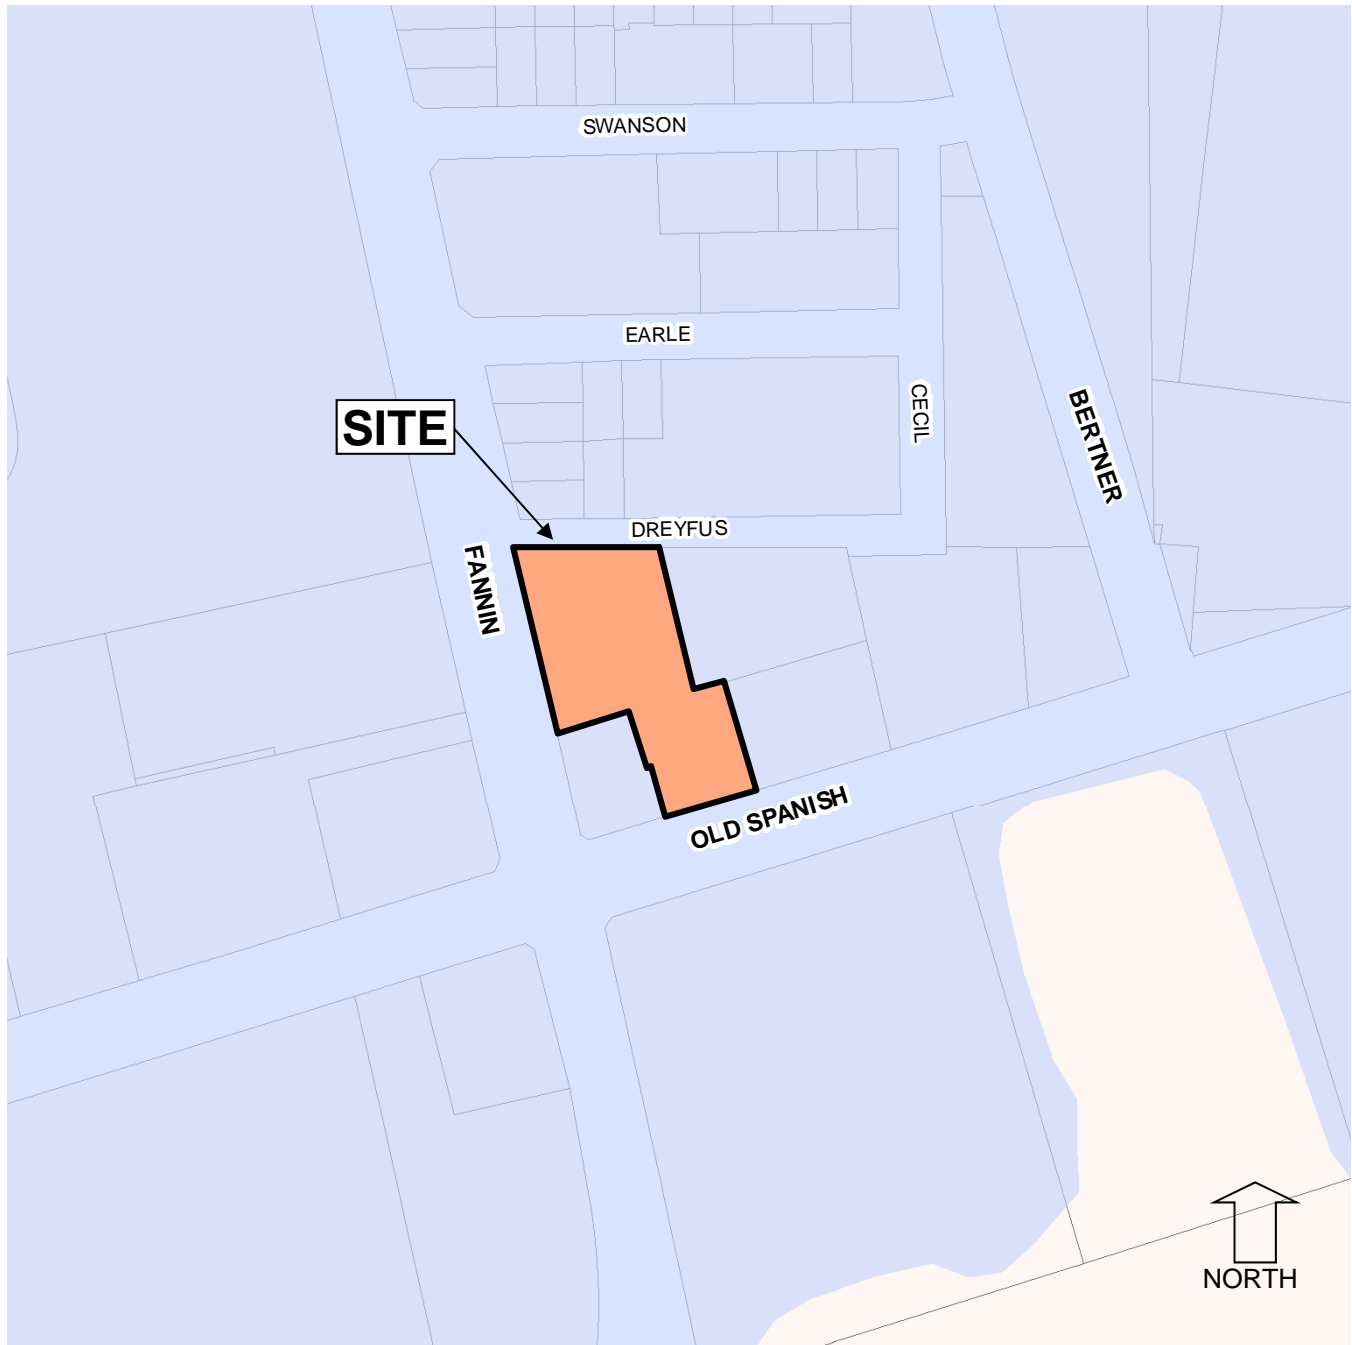 SWANSON
EARLE
CECIL
BERTNER
SITE
DREYFUS
FANNIN
OLD SPANISH
NORTH